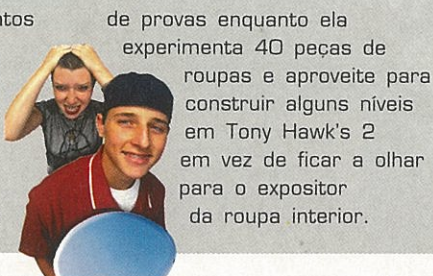 ntos de provas enquanto ela
experimenta 40 peças de
roupas e aproveite para
construir alguns níveis
em Tony Hawk's 2
em vez de ficar a olhar
para o expositor
da roupa interior.